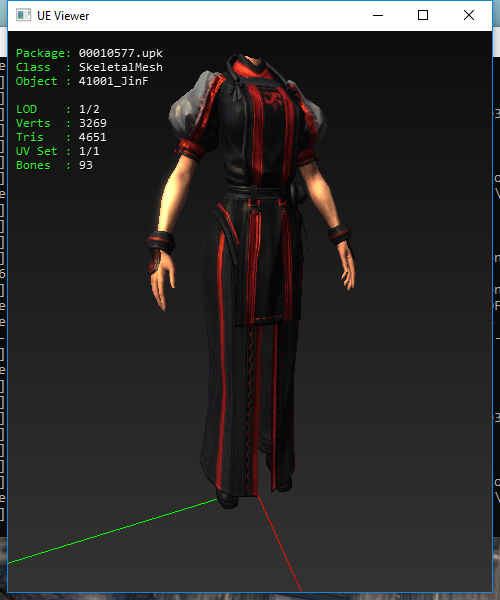 UE Viewer
Package: 00010577.upk
Class  : SkeletalMesh
Object : 41001_JinF
LOD    : 1/2
Verts  : 3269
Tris   : 4651
UV Set : 1/1
Bones  : 93